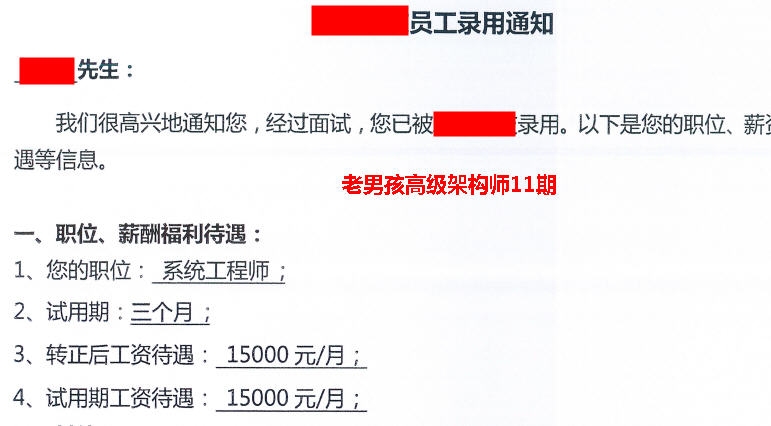 员工录用通知
先生：
我们很高兴地通知您，经过面试，您已被录用。以下是您的职位、薪
遇等信息。
老男孩高级架构师11期
一、职位、薪酬福利待遇：
1、您的职位： 系统工程师；
2、试用期：三个月；
3、转正后工资待遇： 15000 元/月；
4、试用期工资待遇： 15000 元/月；